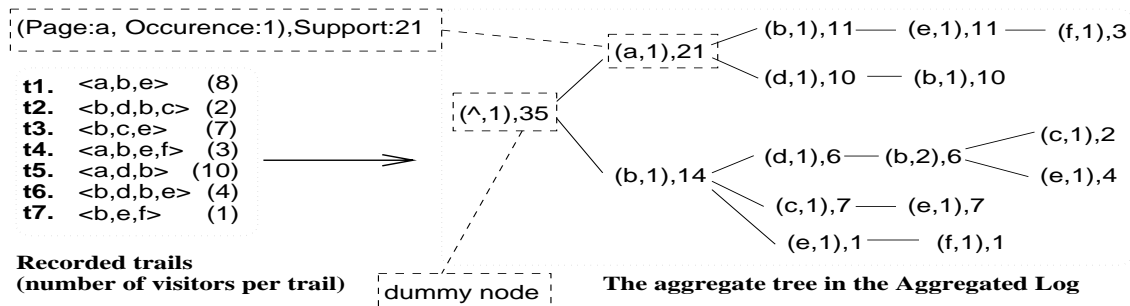 (Page:a, Occurence:1),Support:21
t1. <a,b,e> (8)
t2. <b,d,b,c> (2)
t3. <b,c,e> (7)
t4. <a,b,e,f> (3)
t5. <a,d,b> (10)
t6. <b,d,b,e> (4)
t7. <b,e,f> (1)
Recorded trails
(number of visitors per trail)
(^,1),35
dummy node
(a,1),21
(b,1),11 (e,1),11 (f,1),3
(d,1),10 (b,1),10
(b,1),14
(d,1),6 (b,2),6
(c,1),2
(e,1),4
(c,1),7 (e,1),7
(e,1),1 (f,1),1
The aggregate tree in the Aggregated Log